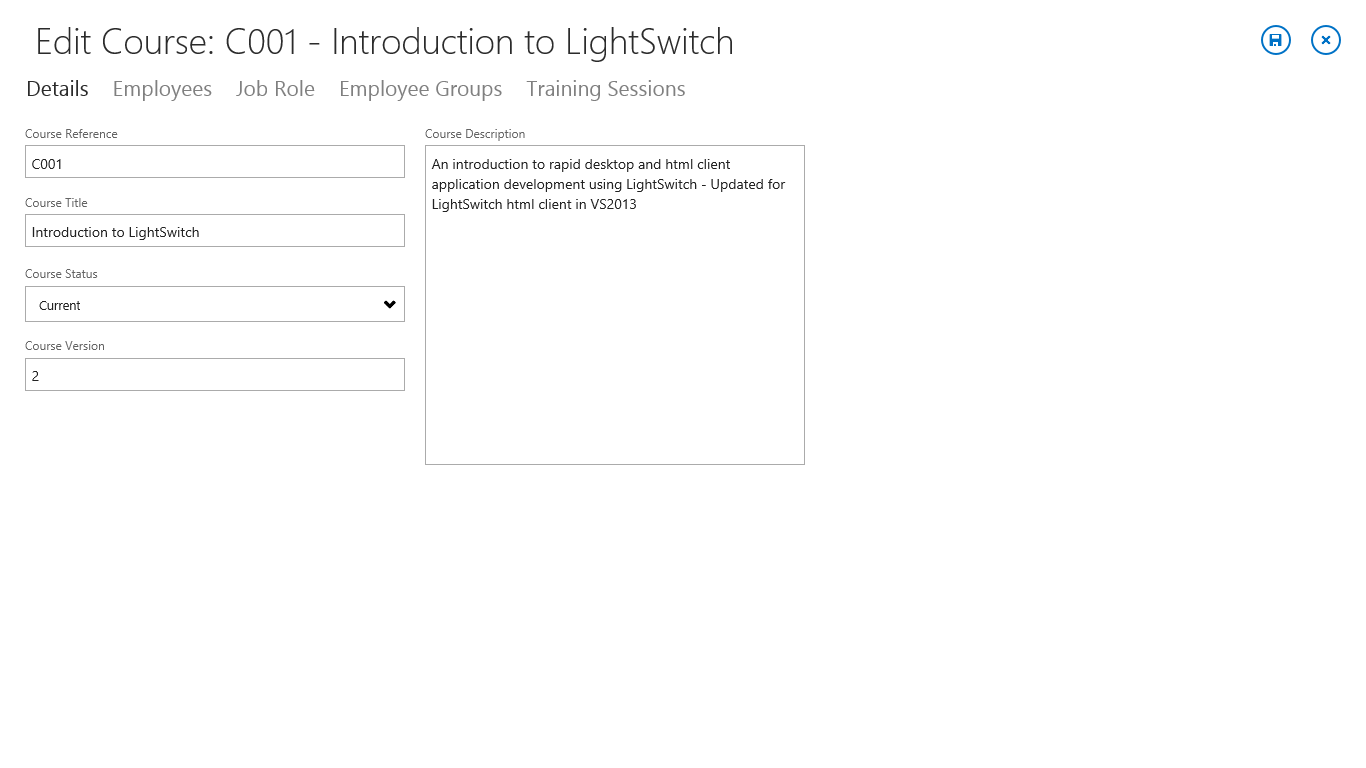 Edit Course: C001 - Introduction to LightSwitch
Details Employees Job Role Employee Groups Training Sessions
Course Reference
C001
Course Title
Introduction to LightSwitch
Course Status
Current
Course Version
2
Course Description
An introduction to rapid desktop and html client
application development using LightSwitch - Updated for
LightSwitch html client in VS2013